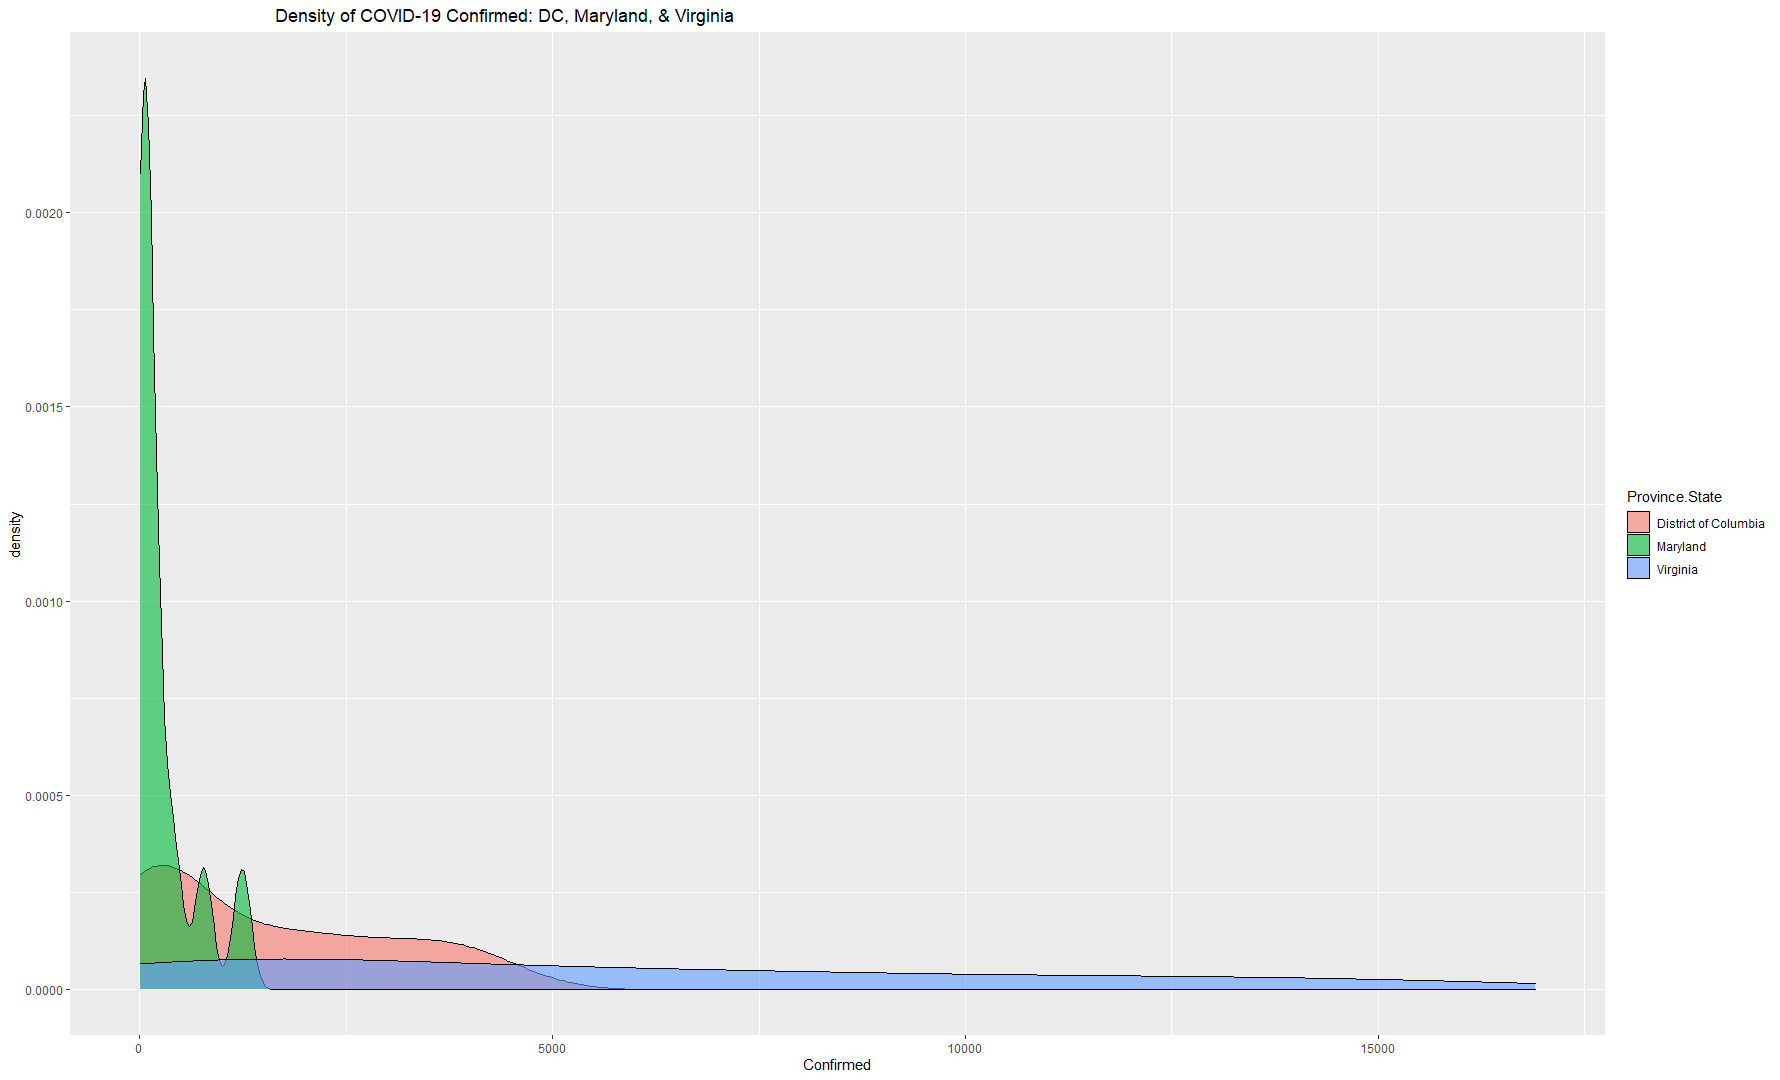 Density of COVID-19 Confirmed: DC, Maryland, & Virginia
density
0.0020
0.0015
0.0010
0.0005
0.0000
0
5000
10000
15000
Confirmed
Province.State
District of Columbia
Maryland
Virginia